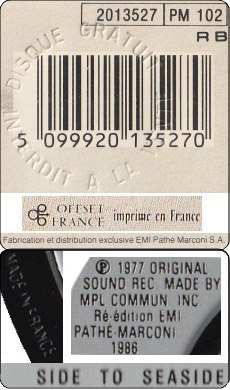 2013527 PM 102
R B
DISQUE GRATUIT
INTERDIT A LA
5 099920 135270
OFFSET FRANCE imprimé en France
Fabrication et distribution exclusive EMI Pathe Marconi S.A.
MADE IN FRANCE
℗ 1977 ORIGINAL
SOUND REC. MADE BY
MPL COMMUN. INC
Ré-édition EMI
PATHÉ-MARCONI
1986
SIDE TO SEASIDE